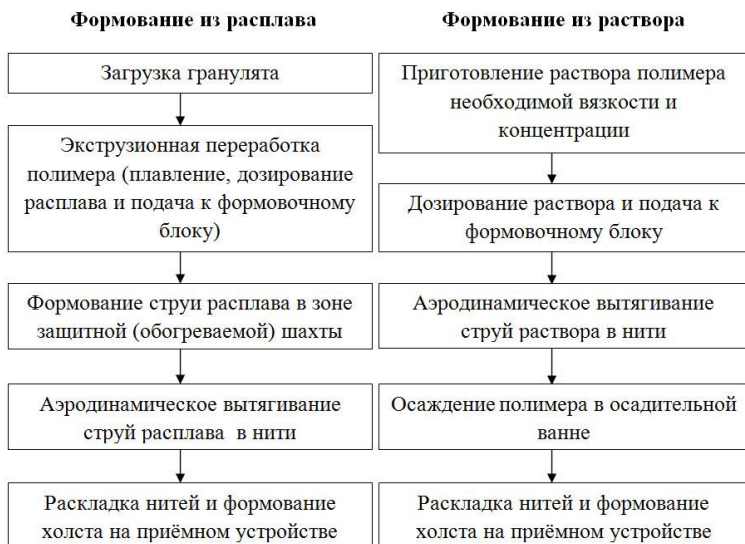 Формование из расплава
Загрузка гранулята
Экструзионная переработка
полимера (плавление, дозирование
расплава и подача к формовочному
блоку)
Формование струи расплава в зоне
защитной (обогреваемой) шахты
Аэродинамическое вытягивание
струй расплава в нити
Раскладка нитей и формование
холста на приёмном устройстве
Формование из раствора
Приготовление раствора полимера
необходимой вязкости и
концентрации
Дозирование раствора и подача к
формовочному блоку
Аэродинамическое вытягивание
струй раствора в нити
Осаждение полимера в осадительной
ванне
Раскладка нитей и формование
холста на приёмном устройстве